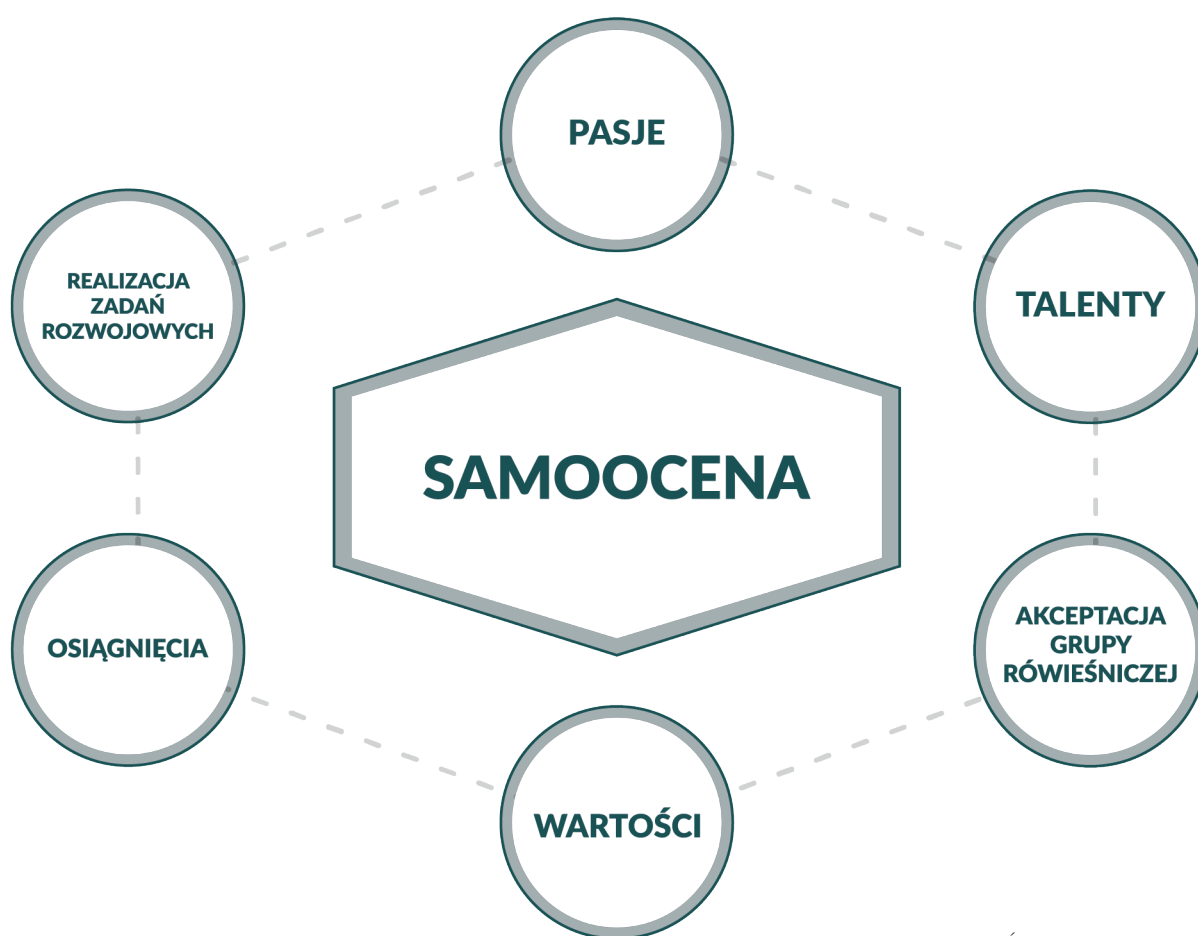 PASJE
REALIZACJA
ZADAŃ
ROZWOJOWYCH
TALENTY
SAMOOCENA
OSIĄGNIĘCIA
AKCEPTACJA
GRUPY
RÓWIEŚNICZEJ
WARTOŚCI